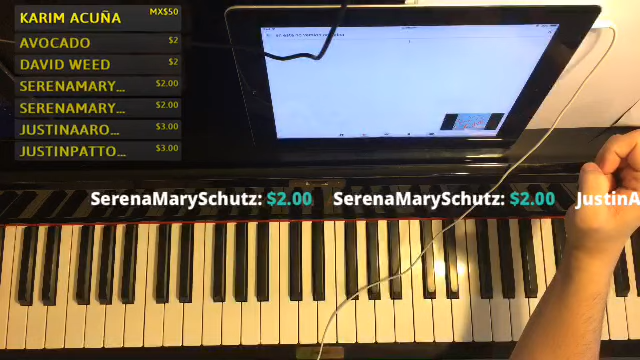 KARIM ACUÑA MX$50
AVOCADO $2
DAVID WEED $2
SERENAMARY... $2.00
SERENAMARY... $2.00
JUSTINAARO... $3.00
JUSTINPATTO... $3.00
SerenaMarySchutz: $2.00 SerenaMarySchutz: $2.00 JustinA